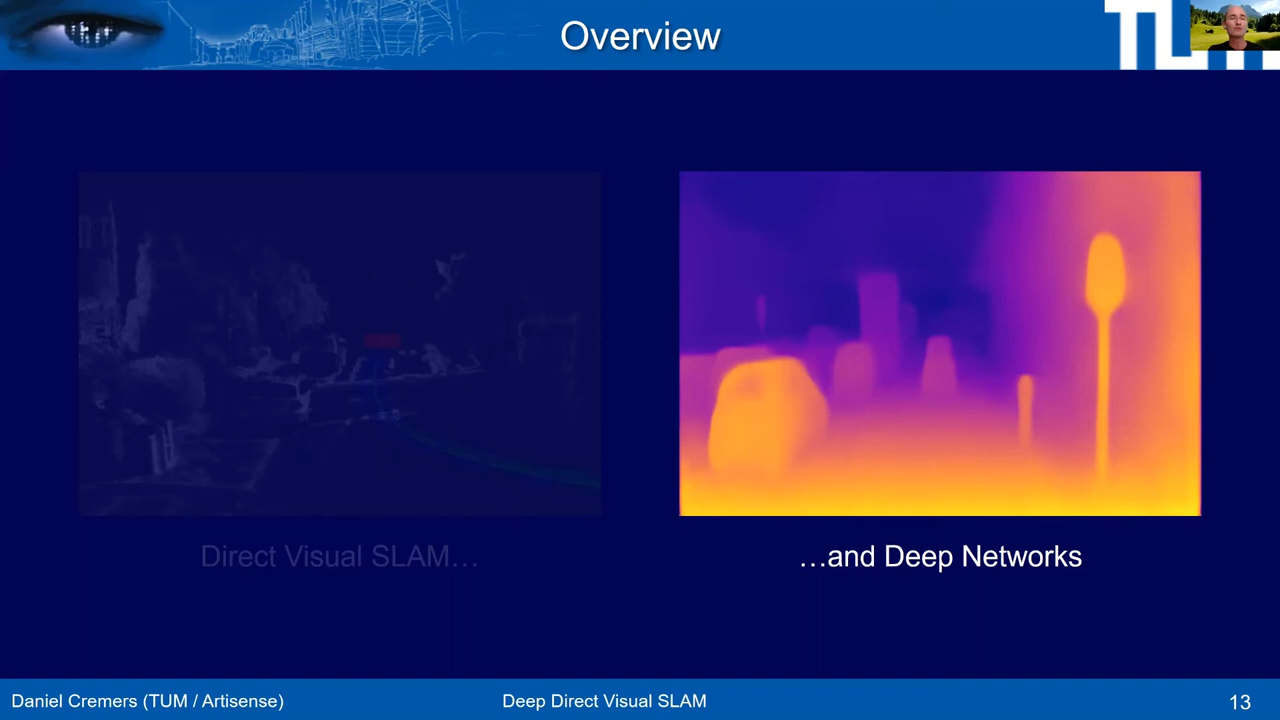 Overview
Direct Visual SLAM…
…and Deep Networks
Daniel Cremers (TUM / Artisense)
Deep Direct Visual SLAM
13